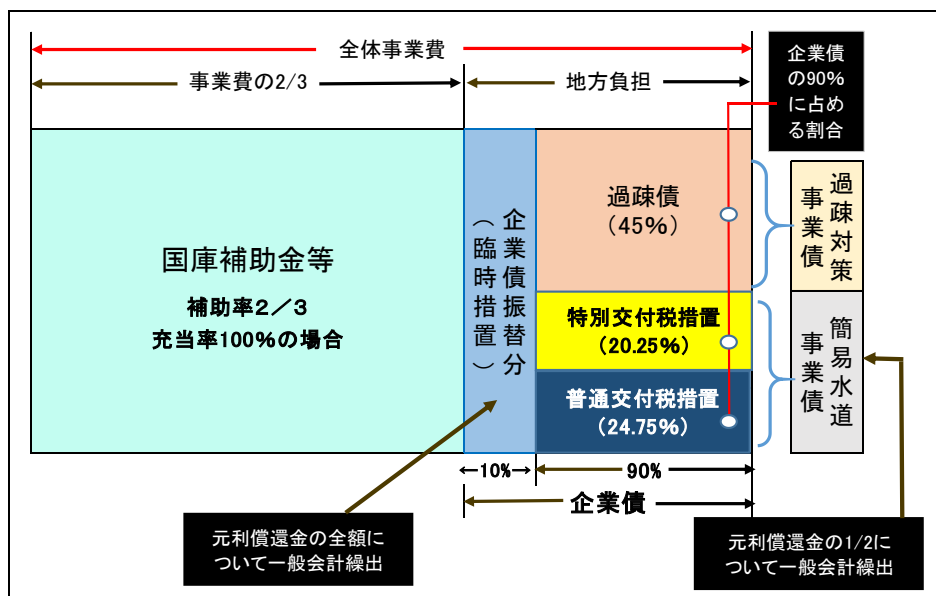 全体事業費
事業費の2/3
地方負担
企業債
の90%
に占め
る割合
国庫補助金等
補助率2/3
充当率100%の場合
企業債振替分
(臨時措置)
過疎債
(45%)
特別交付税措置
(20.25%)
普通交付税措置
(24.75%)
過疎対策
事業債
簡易水道
事業債
10%
90%
企業債
元利償還金の全額に
ついて一般会計繰出
元利償還金の1/2に
ついて一般会計繰出